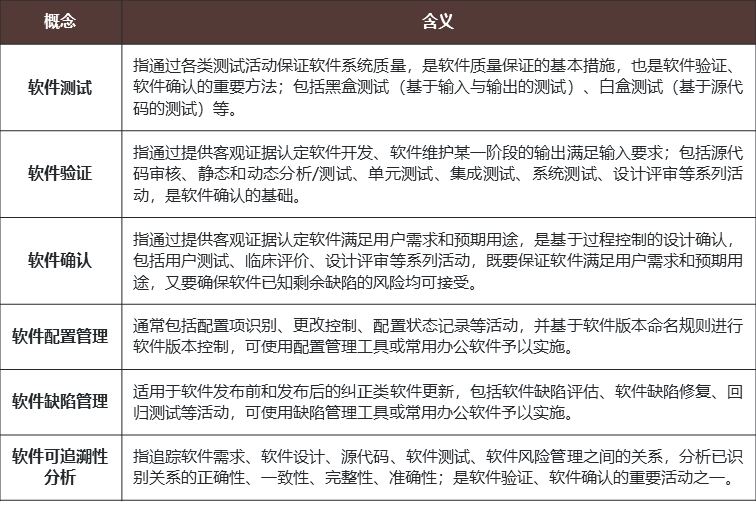 概念
含义
软件测试
指通过各类测试活动保证软件系统质量，是软件质量保证的基本措施，也是软件验证、
软件确认的重要方法；包括黑盒测试（基于输入与输出的测试）、白盒测试（基于源代
码的测试）等。
软件验证
指通过提供客观证据认定软件开发、软件维护某一阶段的输出满足输入要求；包括源代
码审核、静态和动态分析/测试、单元测试、集成测试、系统测试、设计评审等系列活
动，是软件确认的基础。
软件确认
指通过提供客观证据认定软件满足用户需求和预期用途，是基于过程控制的设计确认，
包括用户测试、临床评价、设计评审等系列活动，既要保证软件满足用户需求和预期用
途，又要确保软件已知剩余缺陷的风险均可接受。
软件配置管理
通常包括配置项识别、更改控制、配置状态记录等活动，并基于软件版本命名规则进行
软件版本控制，可使用配置管理工具或常用办公软件予以实施。
软件缺陷管理
适用于软件发布前和发布后的纠正类软件更新，包括软件缺陷评估、软件缺陷修复、回
归测试等活动，可使用缺陷管理工具或常用办公软件予以实施。
软件可追溯性
分析
指追踪软件需求、软件设计、源代码、软件测试、软件风险管理之间的关系，分析已识
别关系的正确性、一致性、完整性、准确性；是软件验证、软件确认的重要活动之一。